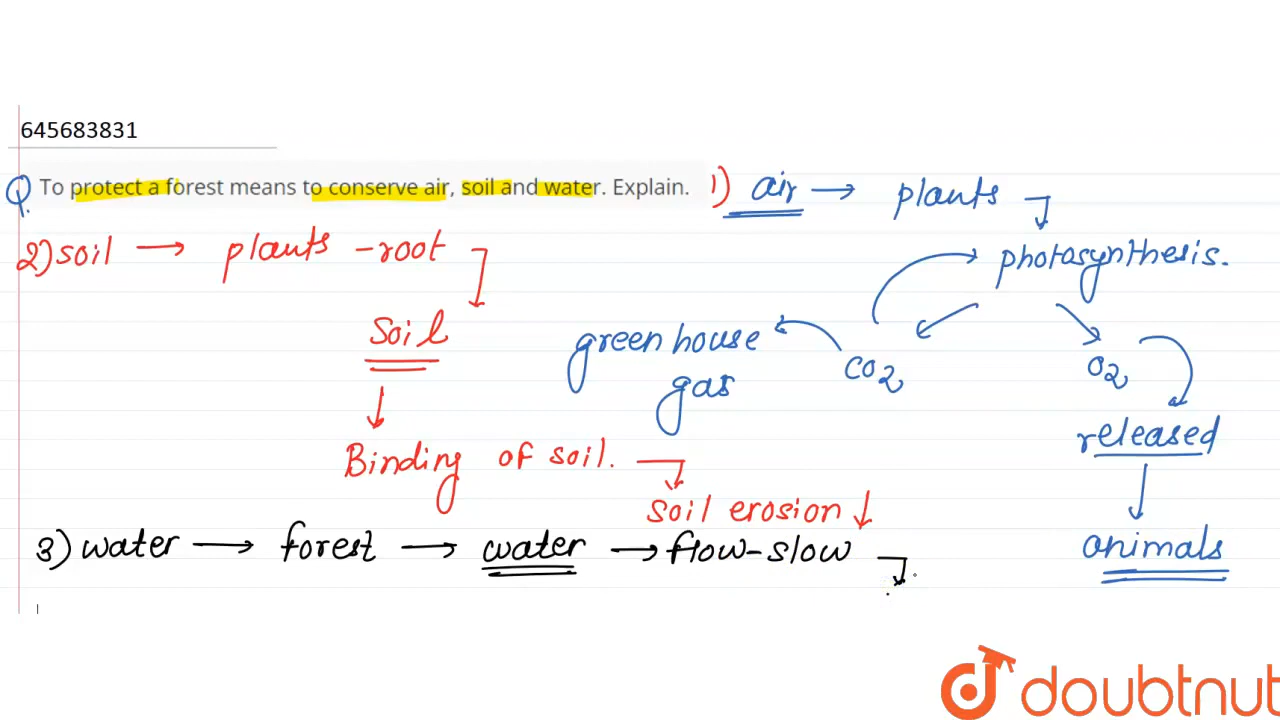 645683831
Q. To protect a forest means to conserve air, soil and water. Explain.
1) air → plants
photosynthesis.
CO2
O2
greenhouse
gas
released
animals
2) soil → plants - root
Soil
Binding of soil.
soil erosion ↓
3) water → forest → water → flow-slow
doubtnut